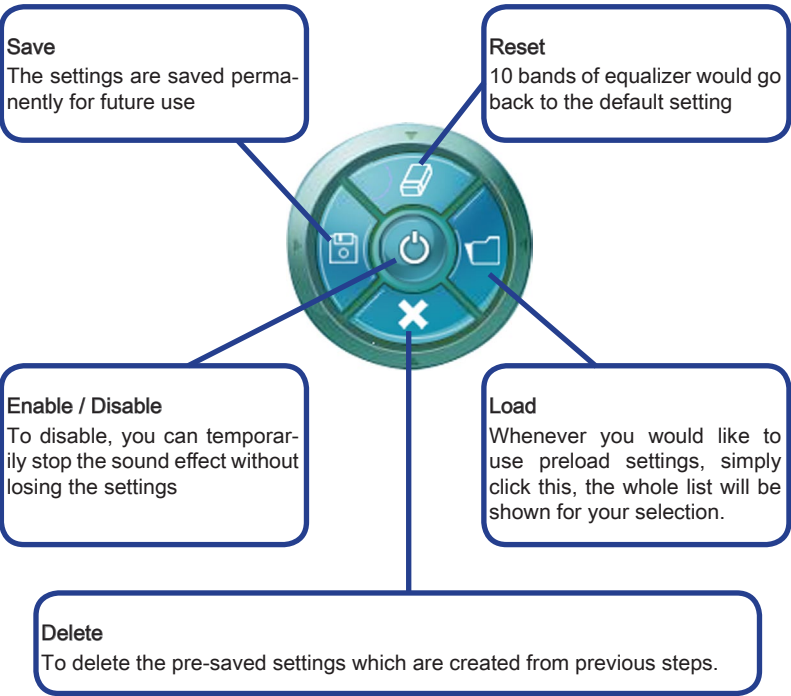 Save
The settings are saved perma-
nently for future use
Reset
10 bands of equalizer would go
back to the default setting
Enable / Disable
To disable, you can temporar-
ily stop the sound effect without
losing the settings
Load
Whenever you would like to
use preload settings, simply
click this, the whole list will be
shown for your selection.
Delete
To delete the pre-saved settings which are created from previous steps.